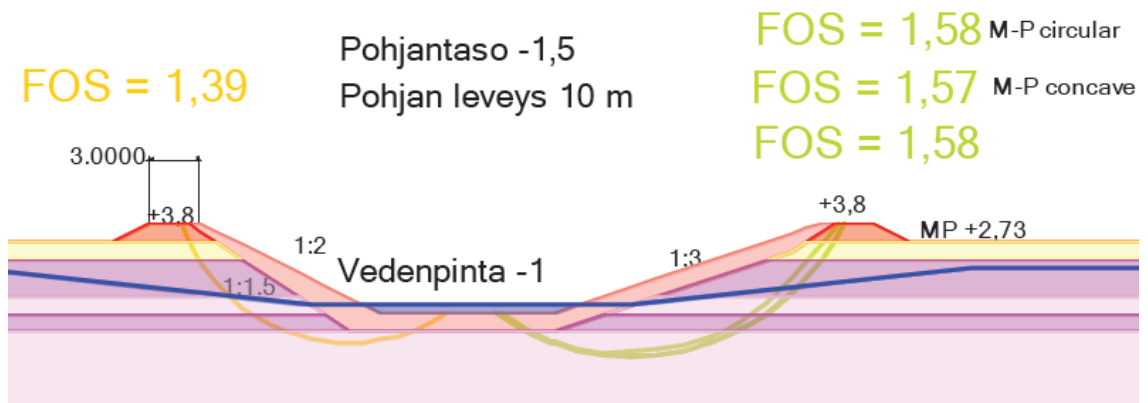 FOS = 1,39
Pohjantaso -1,5
Pohjan leveys 10 m
FOS = 1,58 M-P circular
FOS = 1,57 M-P concave
FOS = 1,58
3.0000
+3,8
+3,8
MP +2,73
1:2
1:3
Vedenpinta -1
1:1.5